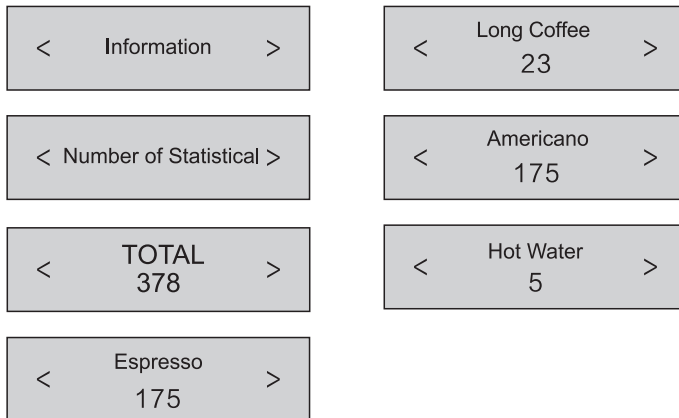 < Information >
< Number of Statistical >
< TOTAL >
378
< Espresso >
175
< Long Coffee >
23
< Americano >
175
< Hot Water >
5